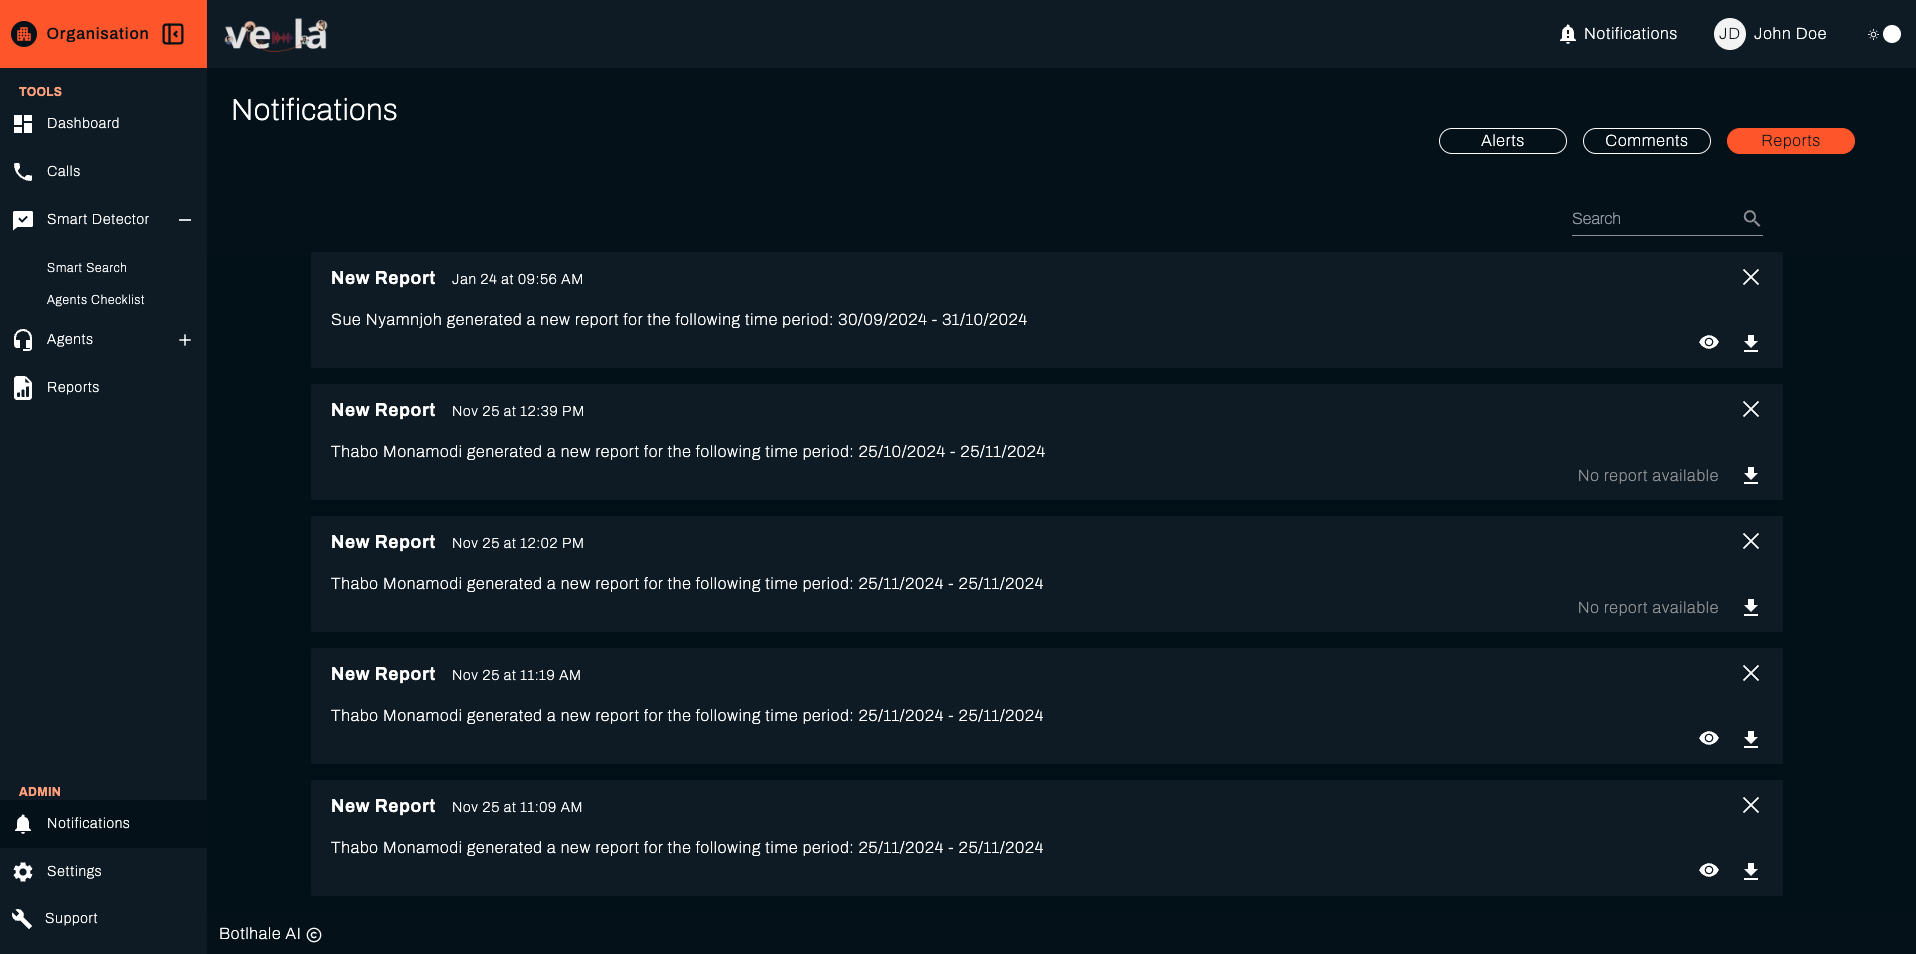 Organisation
vela
Notifications
JD John Doe
TOOLS
Dashboard
Calls
Smart Detector
Smart Search
Agents Checklist
Agents
Reports
ADMIN
Notifications
Settings
Support
Notifications
Alerts Comments Reports
Search
New Report Jan 24 at 09:56 AM
Sue Nyamnjoh generated a new report for the following time period: 30/09/2024 - 31/10/2024
New Report Nov 25 at 12:39 PM
Thabo Monamodi generated a new report for the following time period: 25/10/2024 - 25/11/2024
No report available
New Report Nov 25 at 12:02 PM
Thabo Monamodi generated a new report for the following time period: 25/11/2024 - 25/11/2024
No report available
New Report Nov 25 at 11:19 AM
Thabo Monamodi generated a new report for the following time period: 25/11/2024 - 25/11/2024
New Report Nov 25 at 11:09 AM
Thabo Monamodi generated a new report for the following time period: 25/11/2024 - 25/11/2024
Botlhale AI ©